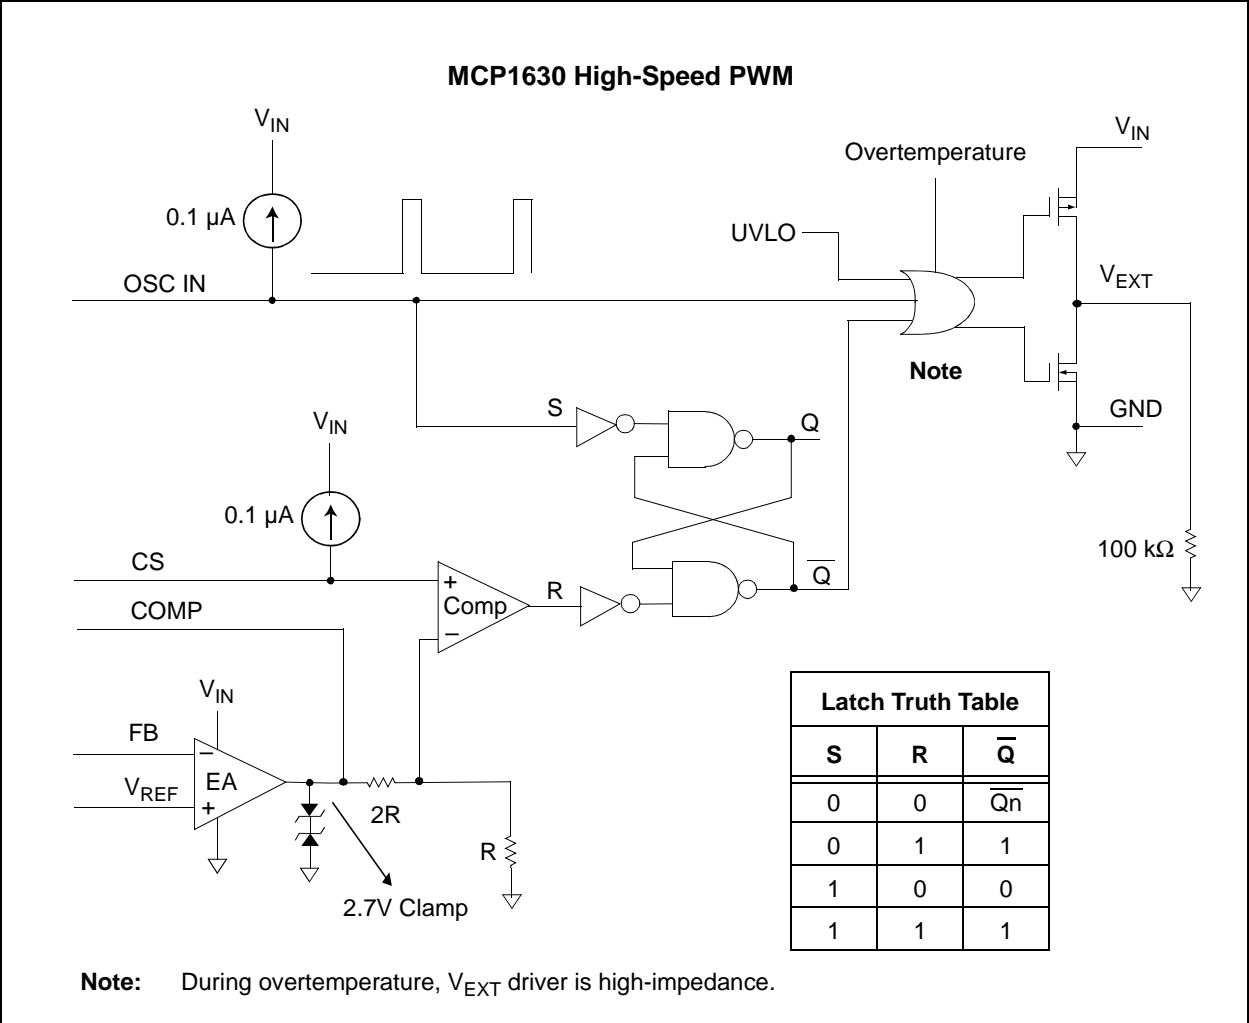 MCP1630 High-Speed PWM
V_IN
V_IN
Overtemperature
0.1 µA
UVLO
OSC IN
V_EXT
Note
S
Q
GND
V_IN
0.1 µA
100 kΩ
CS
+
Comp
−
R
Q̅
COMP
V_IN
FB
−
EA
V_REF
+
2R
R
2.7V Clamp
Latch Truth Table
S R Q̅
0 0 Q̅n̅
0 1 1
1 0 0
1 1 1
Note: During overtemperature, V_EXT driver is high-impedance.